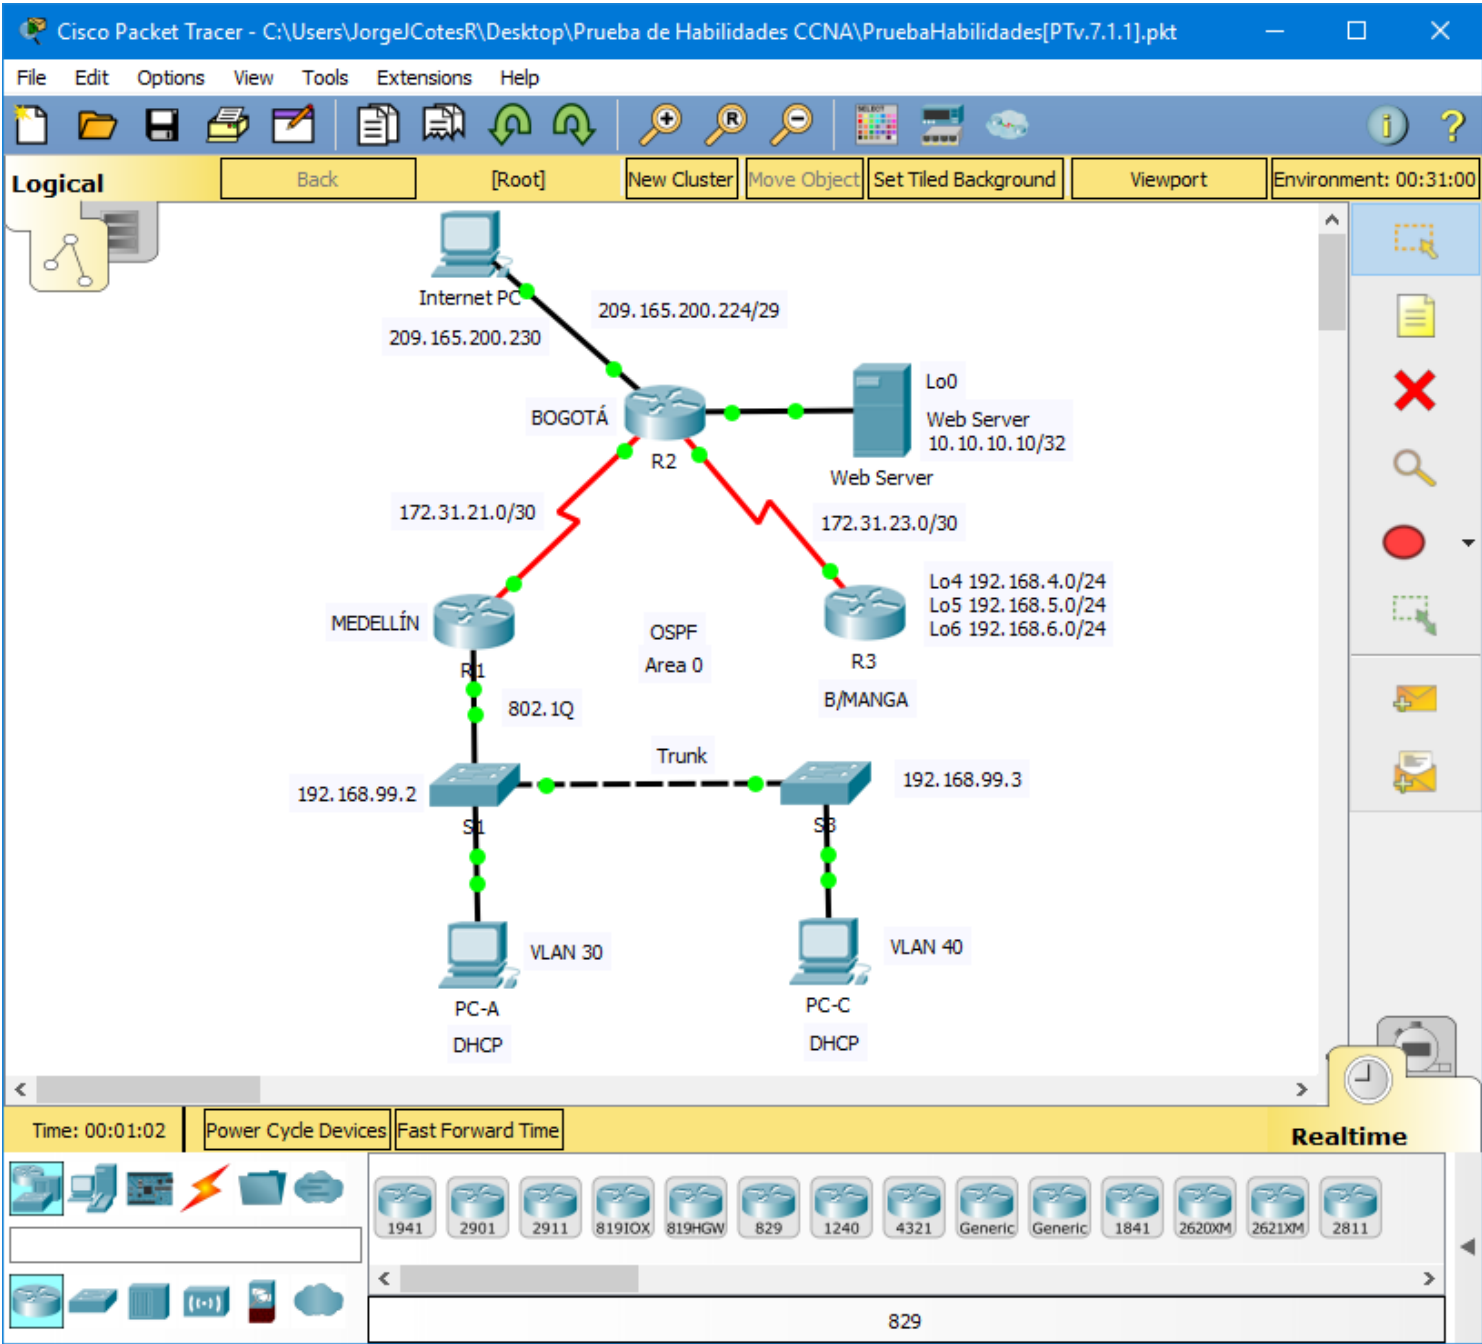 Cisco Packet Tracer - C:\Users\JorgeJCotesR\Desktop\Prueba de Habilidades CCNA\PruebaHabilidades[PTv.7.1.1].pkt
File Edit Options View Tools Extensions Help
R
SELECT
i ?
Logical Back [Root] New Cluster Move Object Set Tiled Background Viewport Environment: 00:31:00
Internet PC
209.165.200.224/29
209.165.200.230
Lo0
BOGOTÁ
Web Server
10.10.10.10/32
R2
Web Server
172.31.21.0/30
172.31.23.0/30
Lo4 192.168.4.0/24
Lo5 192.168.5.0/24
Lo6 192.168.6.0/24
MEDELLÍN
OSPF
Area 0
R1
R3
B/MANGA
802.1Q
Trunk
192.168.99.2
192.168.99.3
S1
S3
VLAN 30
VLAN 40
PC-A
PC-C
DHCP
DHCP
Time: 00:01:02 Power Cycle Devices Fast Forward Time Realtime
1941 2901 2911 819IOX 819HGW 829 1240 4321 Generic Generic 1841 2620XM 2621XM 2811
829